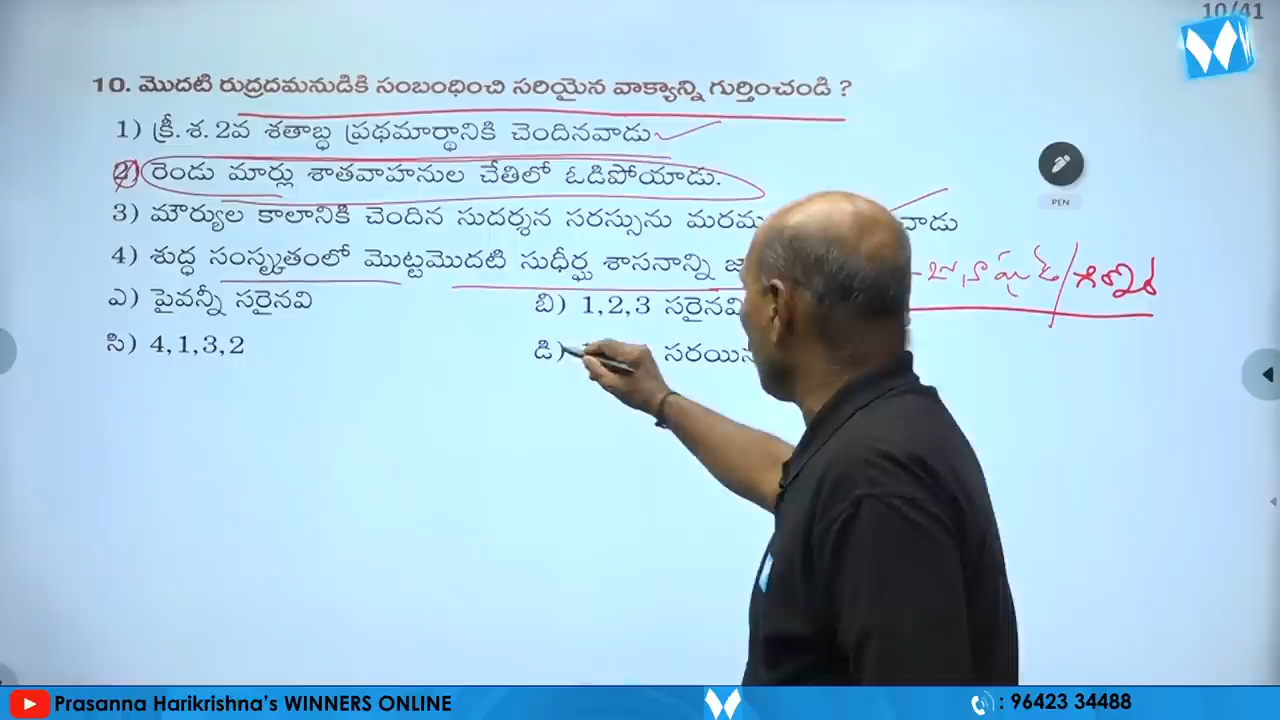 10/41
10. మొదటి రుద్రదమనుడికి సంబంధించి సరియైన వాక్యాన్ని గుర్తించండి ?
1) క్రీ.శ. 2వ శతాబ్ధ ప్రథమార్థానికి చెందినవాడు
2) రెండు మార్లు శాతవాహనుల చేతిలో ఓడిపోయాడు.
3) మౌర్యుల కాలానికి చెందిన సుదర్శన సరస్సును మరమ వాడు
4) శుద్ధ సంస్కృతంలో మొట్టమొదటి సుధీర్ఘ శాసనాన్ని
ఎ) పైవన్నీ సరైనవి బి) 1,2,3 సరైనవి
సి) 4,1,3,2 డి) సరయిన
PEN
Prasanna Harikrishna's WINNERS ONLINE : 96423 34488